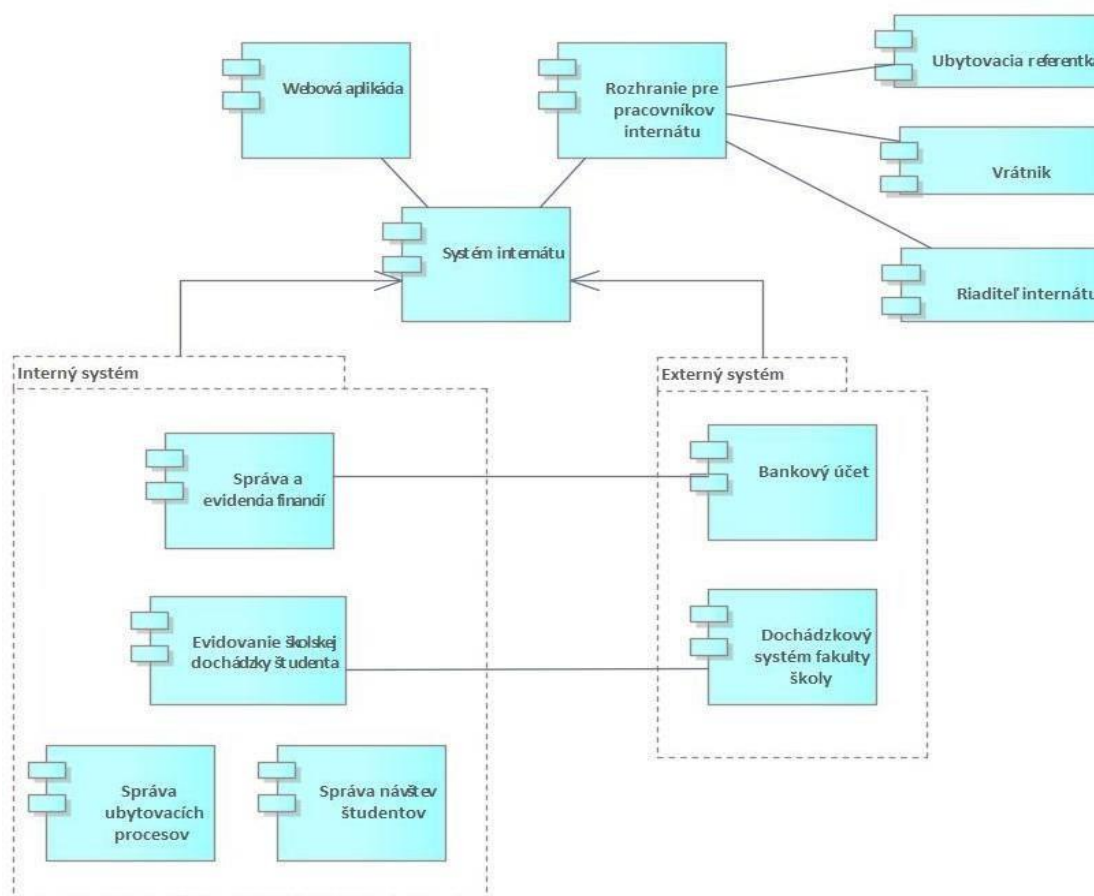 Webová aplikácia
Rozhranie pre
pracovníkov
internátu
Ubytovacia referentka
Vrátnik
Systém internátu
Riaditeľ internátu
Interný systém
Externý systém
Správa a
evidencia financií
Bankový účet
Evidovanie školskej
dochádzky študenta
Dochádzkový
systém fakulty
školy
Správa
ubytovacích
procesov
Správa návštev
študentov